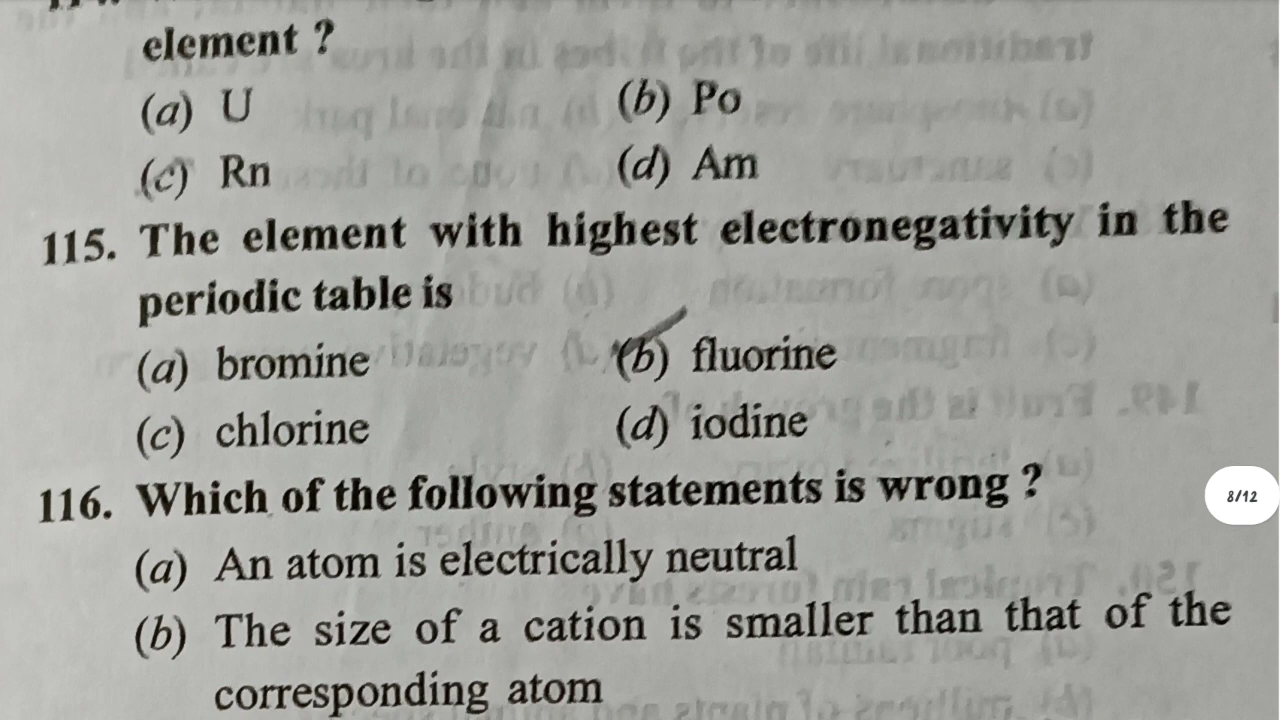 element ?
(a) U (b) Po
(c) Rn (d) Am
115. The element with highest electronegativity in the
periodic table is
(a) bromine (b) fluorine
(c) chlorine (d) iodine
116. Which of the following statements is wrong ?
8/12
(a) An atom is electrically neutral
(b) The size of a cation is smaller than that of the
corresponding atom